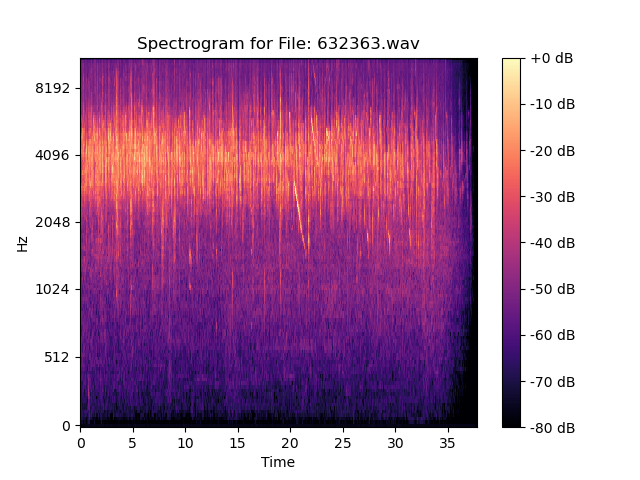 Spectrogram for File: 632363.wav
Hz
8192
4096
2048
1024
512
0
0 5 10 15 20 25 30 35
Time
+0 dB
-10 dB
-20 dB
-30 dB
-40 dB
-50 dB
-60 dB
-70 dB
-80 dB